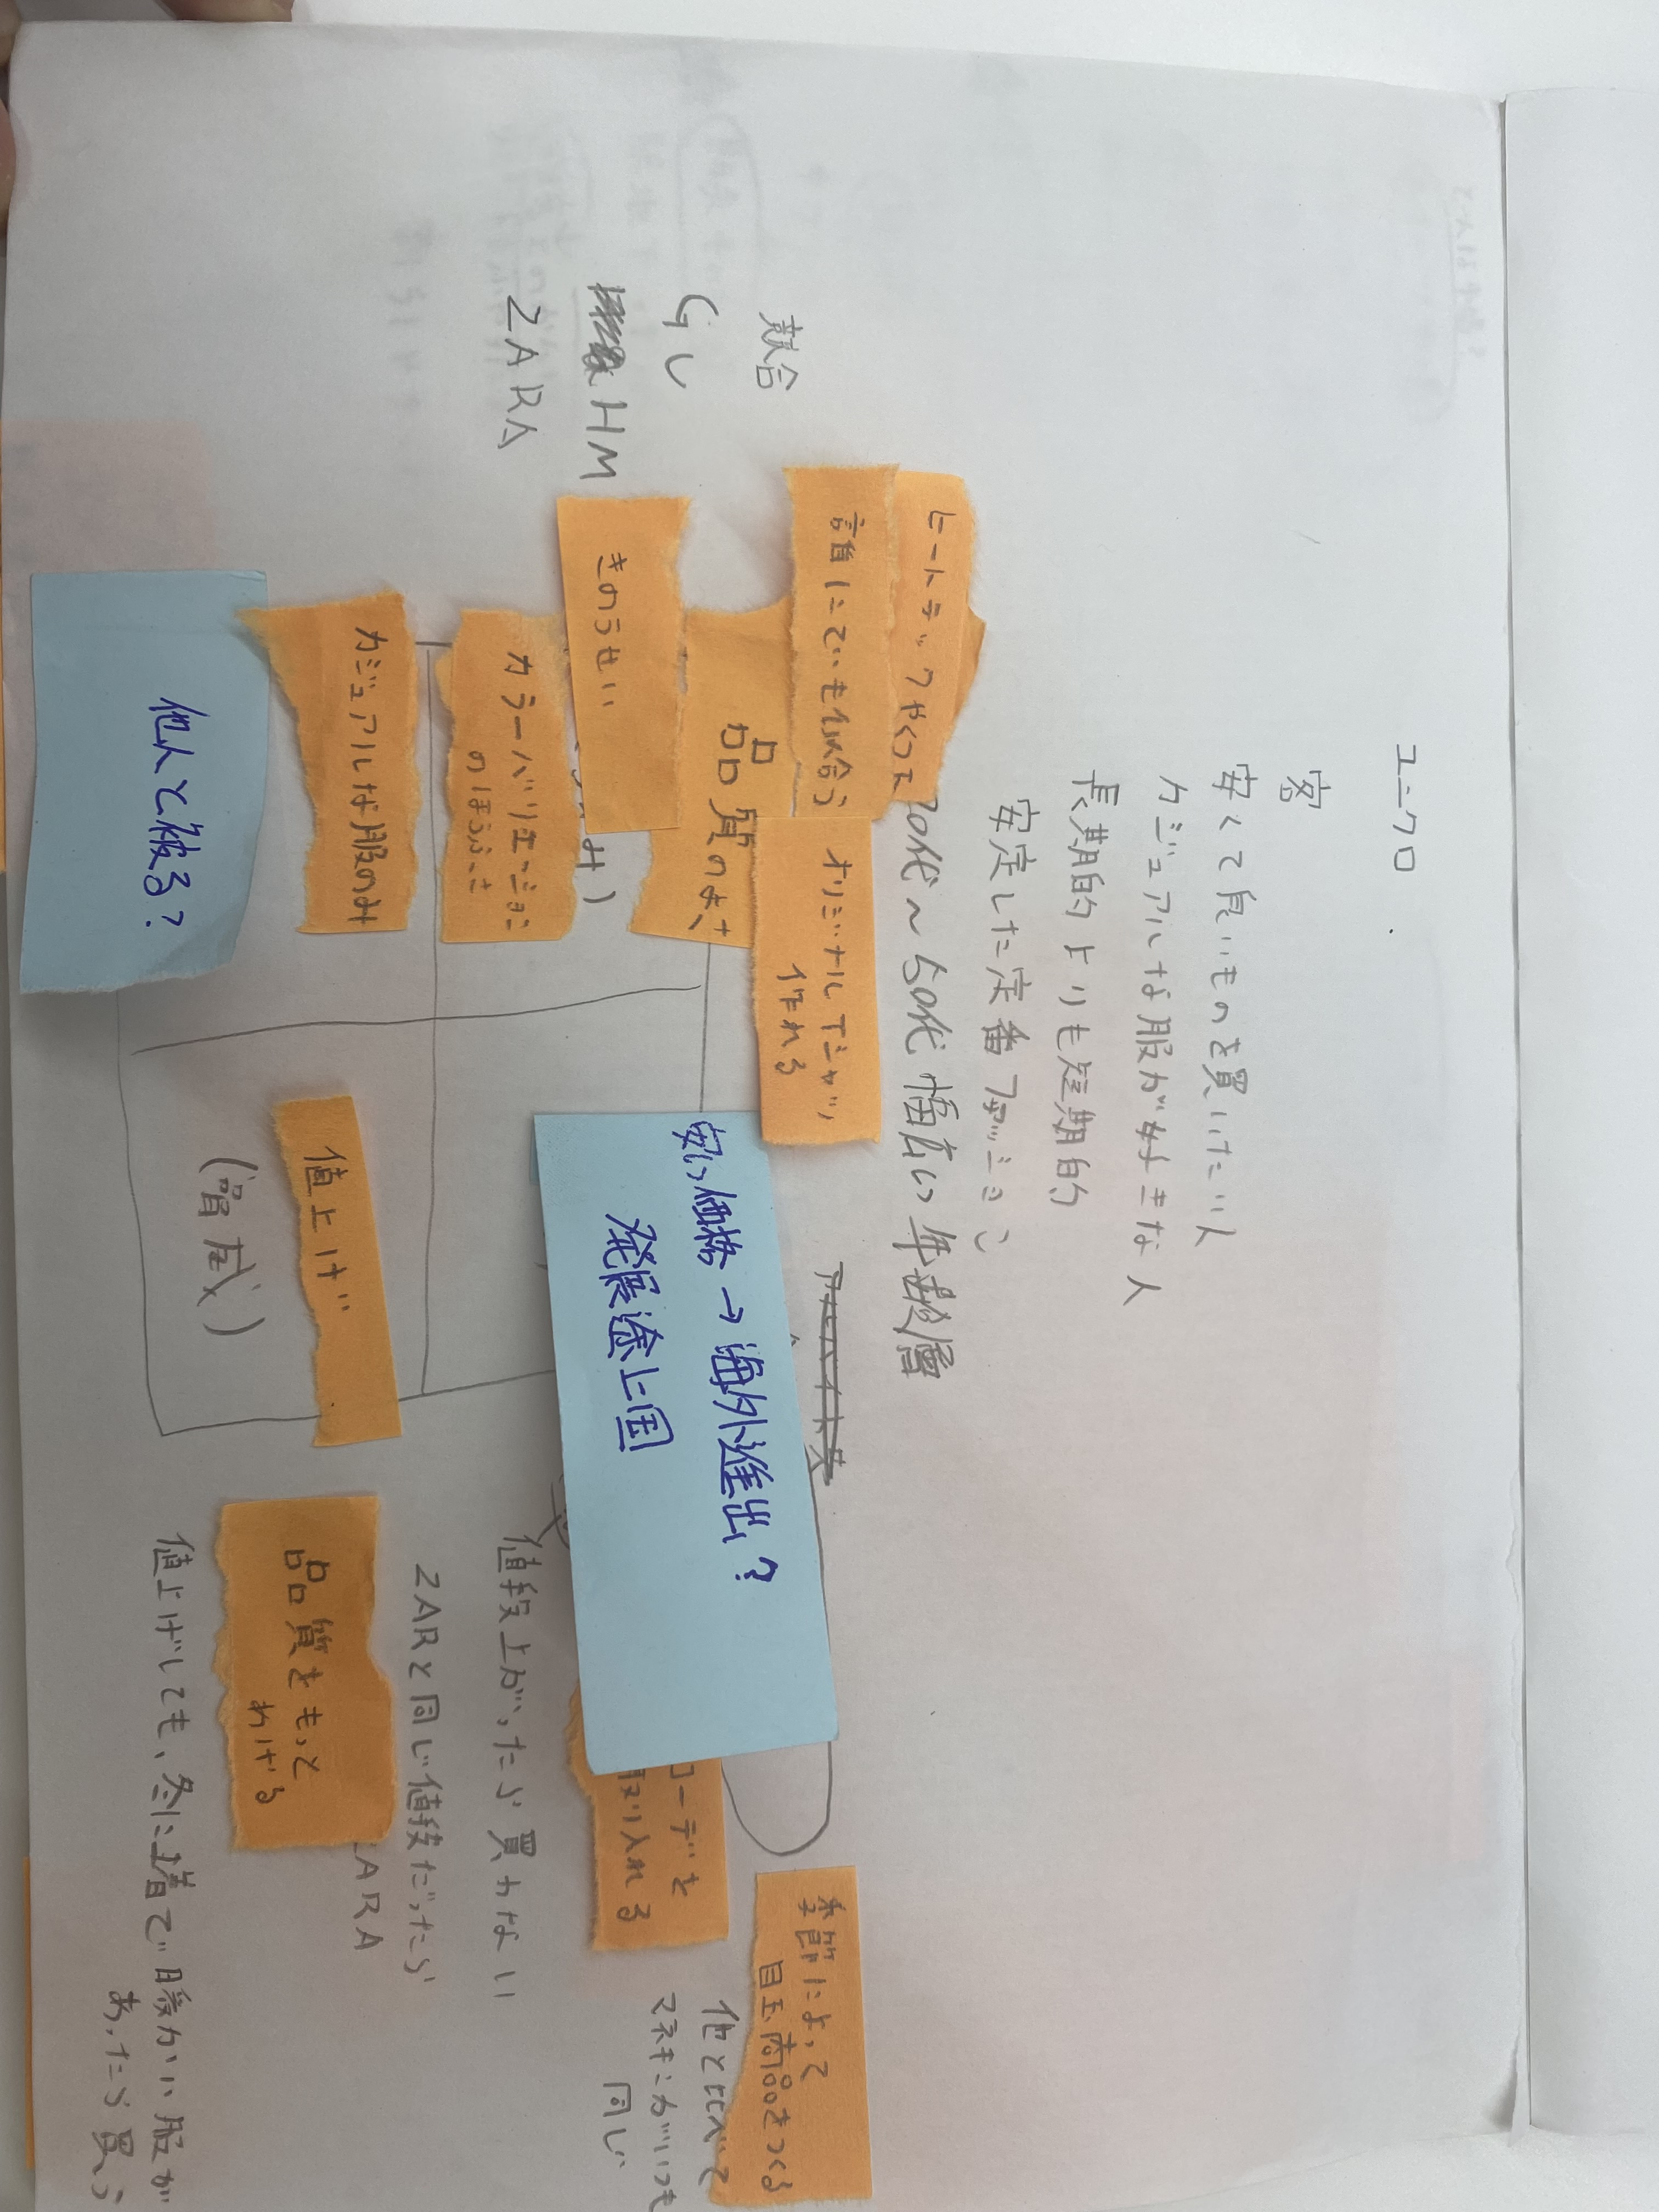 ユニクロ
客
安くて良いものを買いたい人
カジュアルな服が好きな人
長期的よりも短期的
安定した定番ファッション
20代～50代 幅広い年齢層
ヒートテックやくつ下
誰にでも似合う
オリジナルTシャツ
作れる
品質のよさ
きのうせい
み)
カラーバリエーション
のほうふさ
カジュアルな服のみ
他人と被る?
競合
GU
HM
ZARA
安い価格→海外進出?
発展途上国
値上げ
季節によって
目玉商品をつくる
他と比べて
マネキンがいつも
同じ
コーデを
取り入れる
値段上がったら買わない
ZARと同じ値段だったら
ZARA
品質をもっと
あげる
値上げしても、冬に1着で暖かい服が
あったら買う